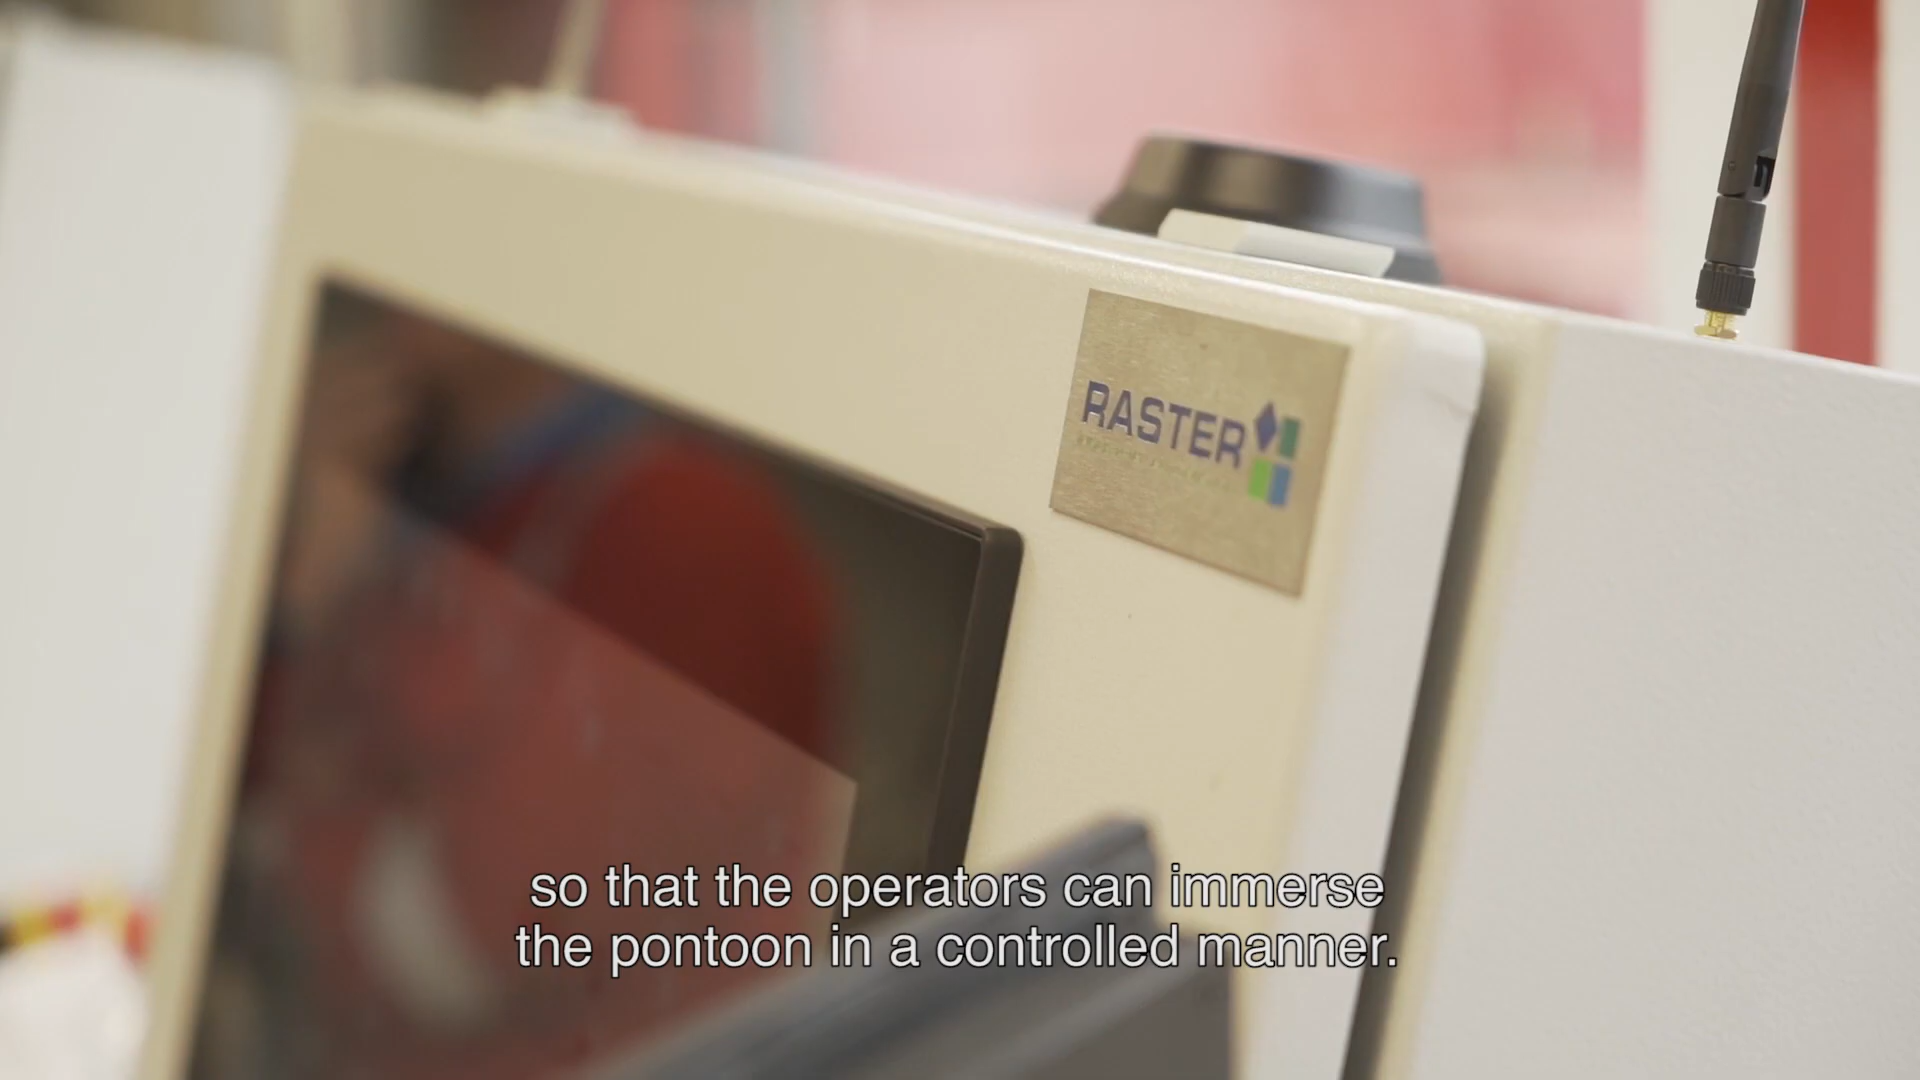 RASTER
so that the operators can immerse
the pontoon in a controlled manner.